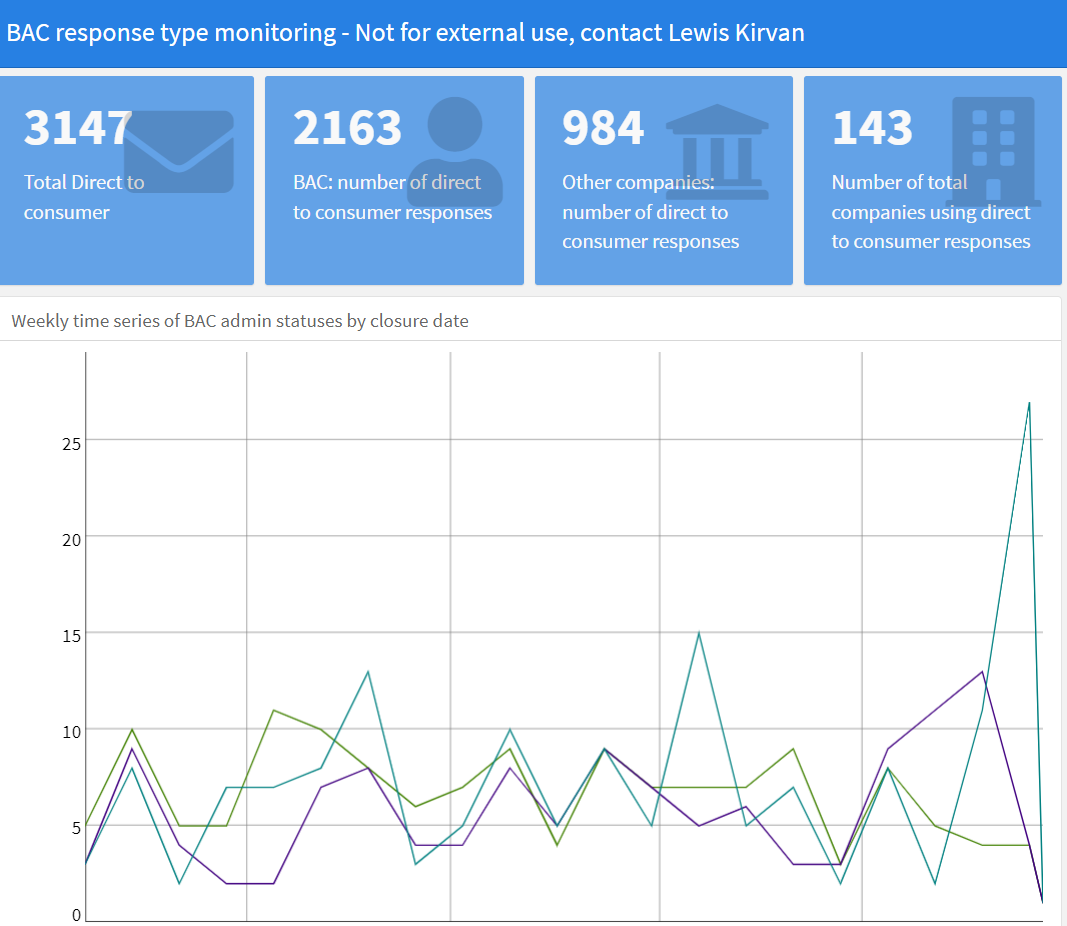 BAC response type monitoring - Not for external use, contact Lewis Kirvan
3147
Total Direct to
consumer
2163
BAC: number of direct
to consumer responses
984
Other companies:
number of direct to
consumer responses
143
Number of total
companies using direct
to consumer responses
Weekly time series of BAC admin statuses by closure date
25
20
15
10
5
0